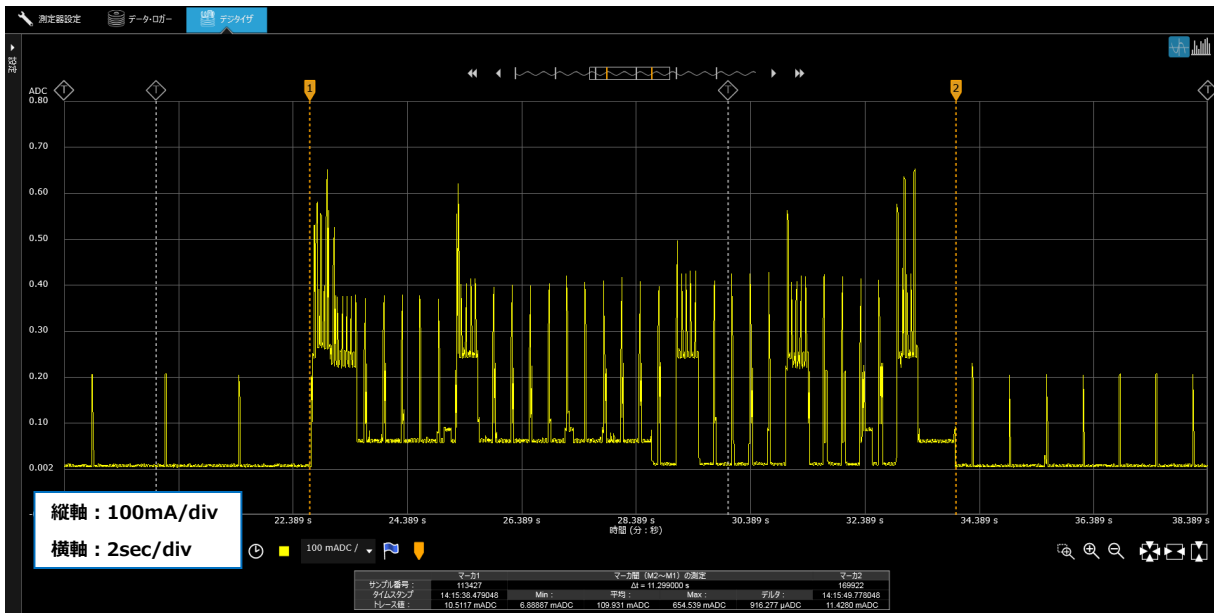 測定器設定 データ・ロガー デジタイザ
設定
ADC T T 1 T 2 T
0.80
0.70
0.60
0.50
0.40
0.30
0.20
0.10
0.002
22.389 s 24.389 s 26.389 s 28.389 s 30.389 s 32.389 s 34.389 s 36.389 s 38.389 s
時間 (分:秒)
縦軸:100mA/div
横軸:2sec/div
100 mADC /
マーカ1 マーカ間(M2~M1)の測定 マーカ2
サンプル番号: 113427 Δt = 11.299000 s 169922
タイムスタンプ 14:15:38.479048 Min : 平均: Max : デルタ: 14:15:49.778048
トレース値: 10.5117 mADC 6.88887 mADC 109.931 mADC 654.539 mADC 916.277 µADC 11.4280 mADC